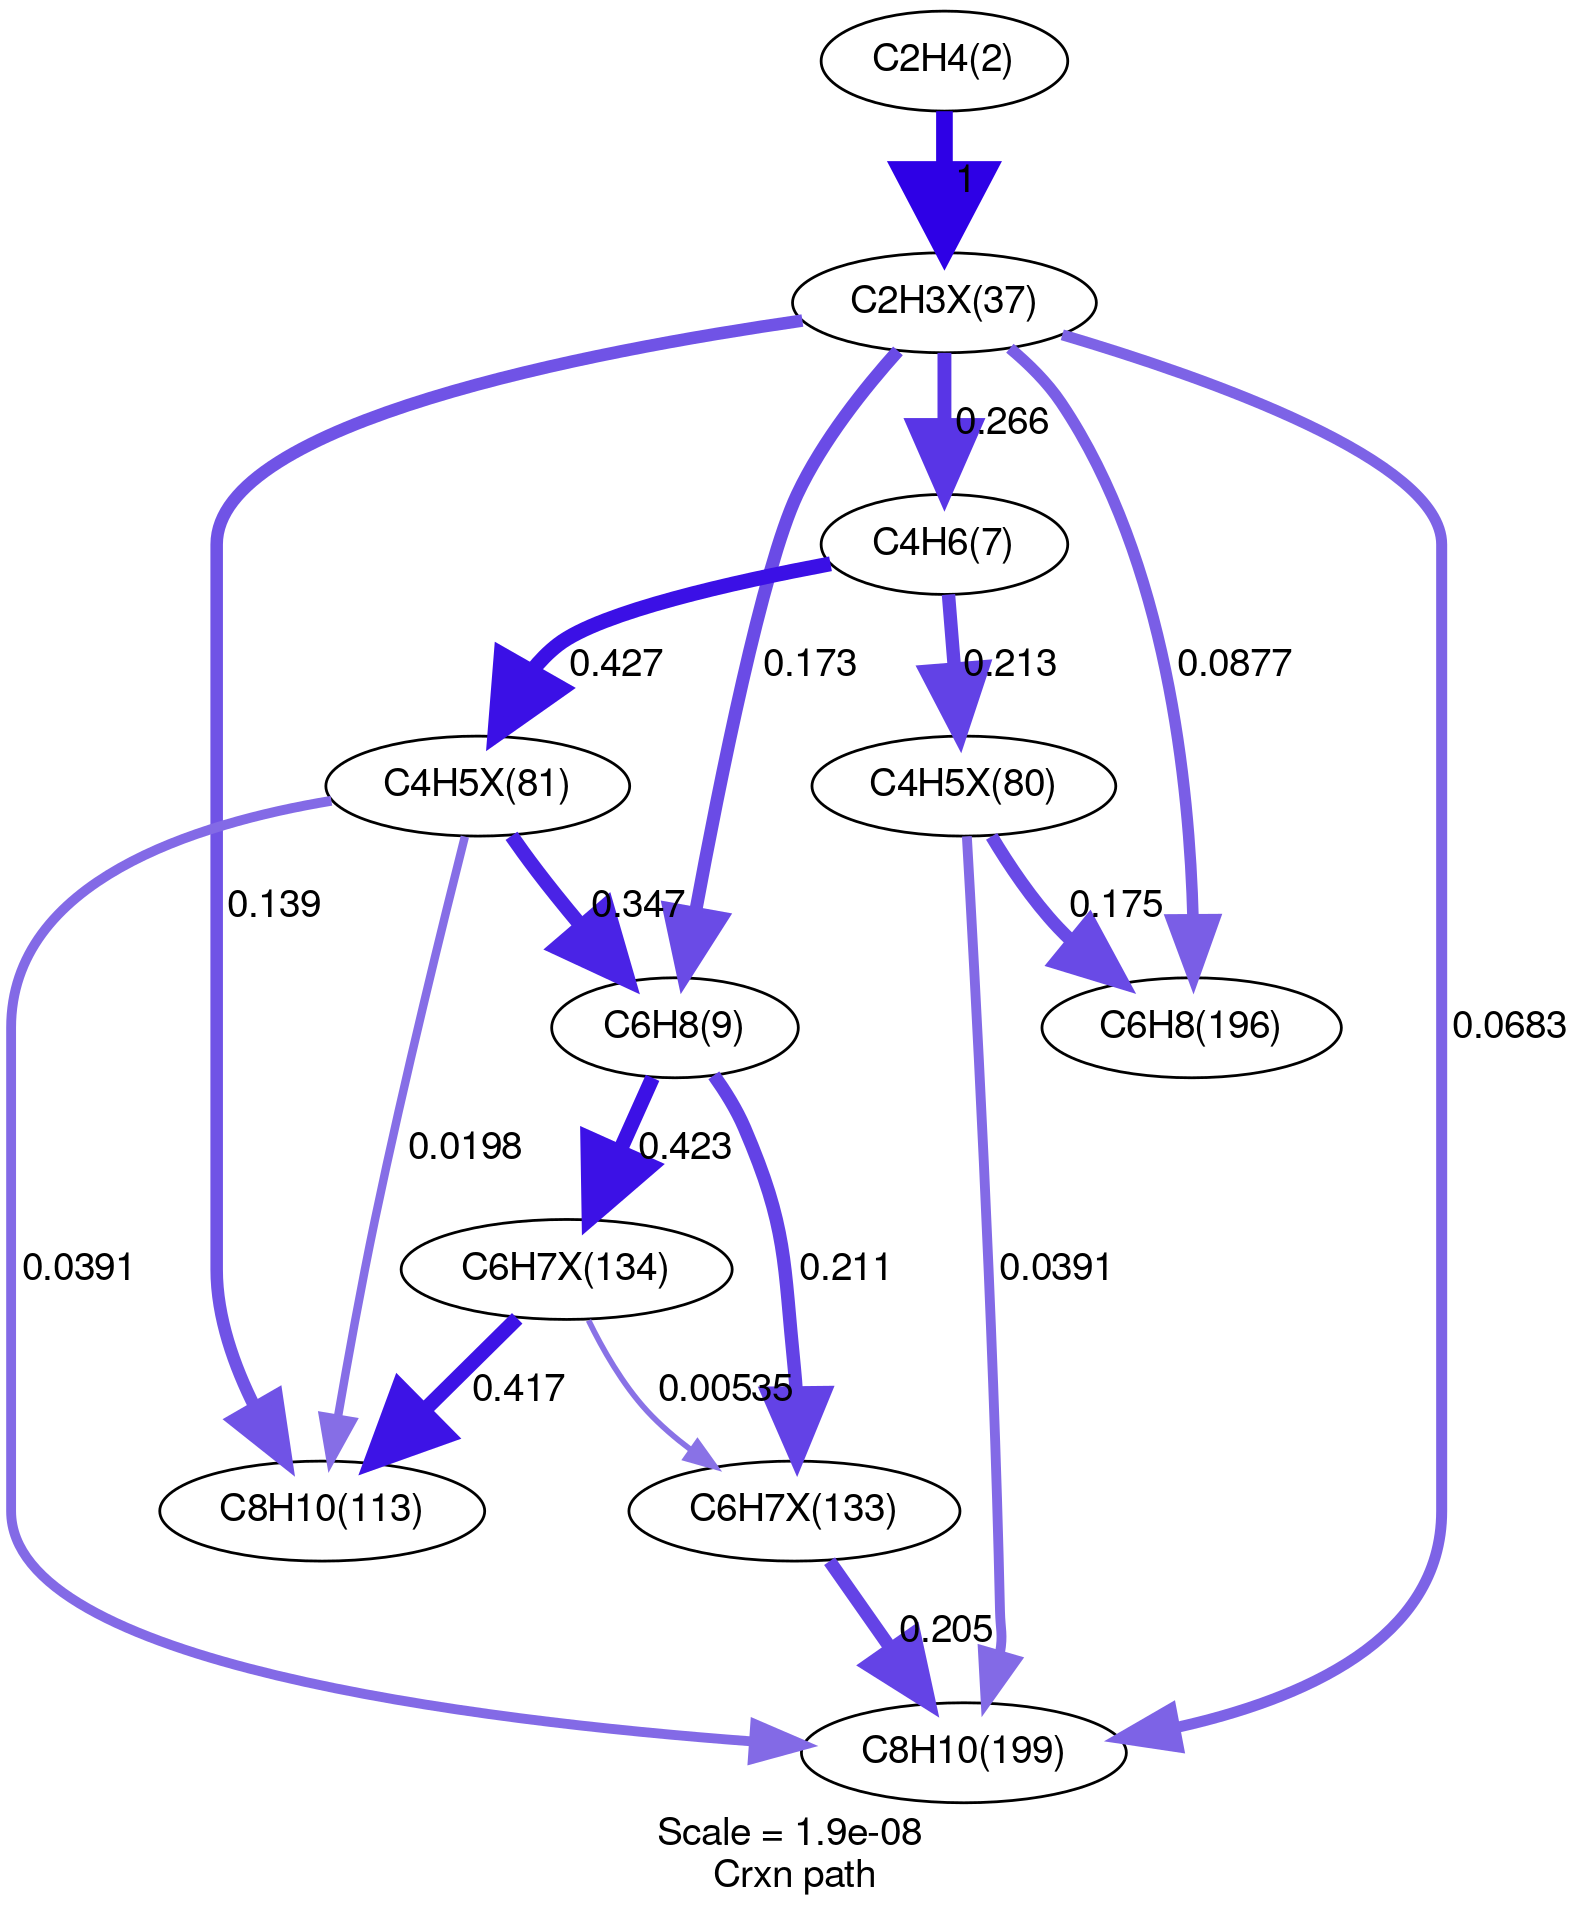 C2H4(2)
1
C2H3X(37)
0.266
C4H6(7)
0.427
0.173
0.213
0.0877
C4H5X(81)
C4H5X(80)
0.139
0.347
0.175
C6H8(9)
C6H8(196)
0.0683
0.0198
0.423
0.0391
C6H7X(134)
0.211
0.0391
0.417
0.00535
C8H10(113)
C6H7X(133)
0.205
C8H10(199)
Scale = 1.9e-08
Crxn path